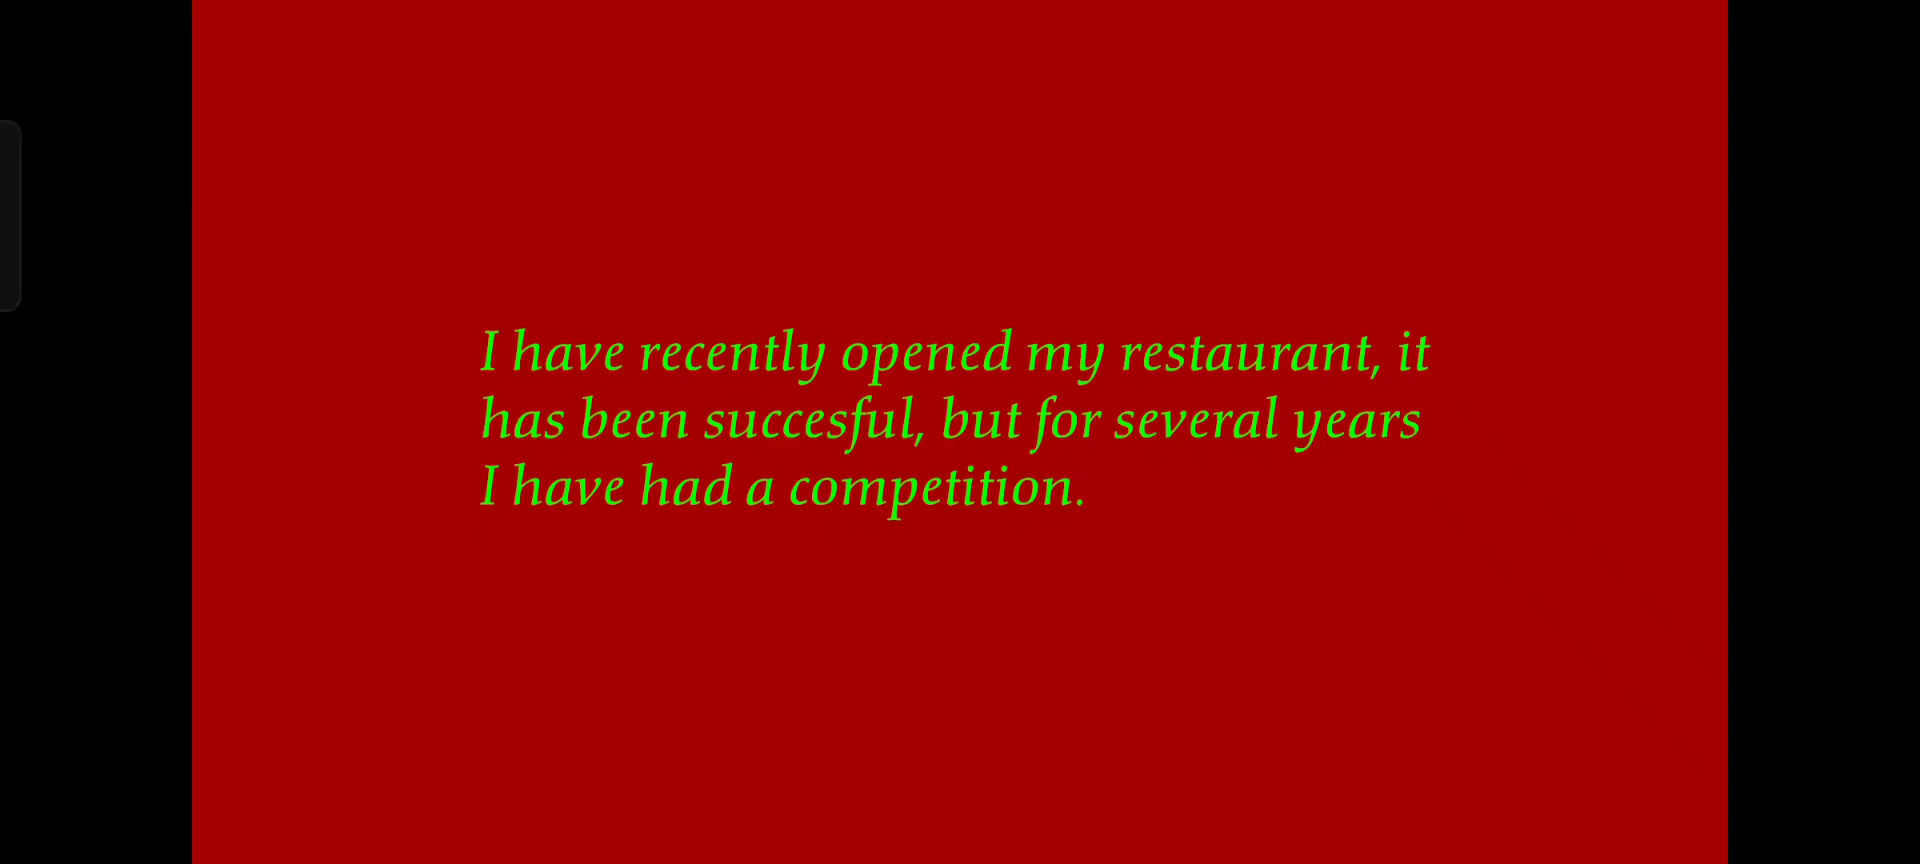 I have recently opened my restaurant, it
has been succesful, but for several years
I have had a competition.